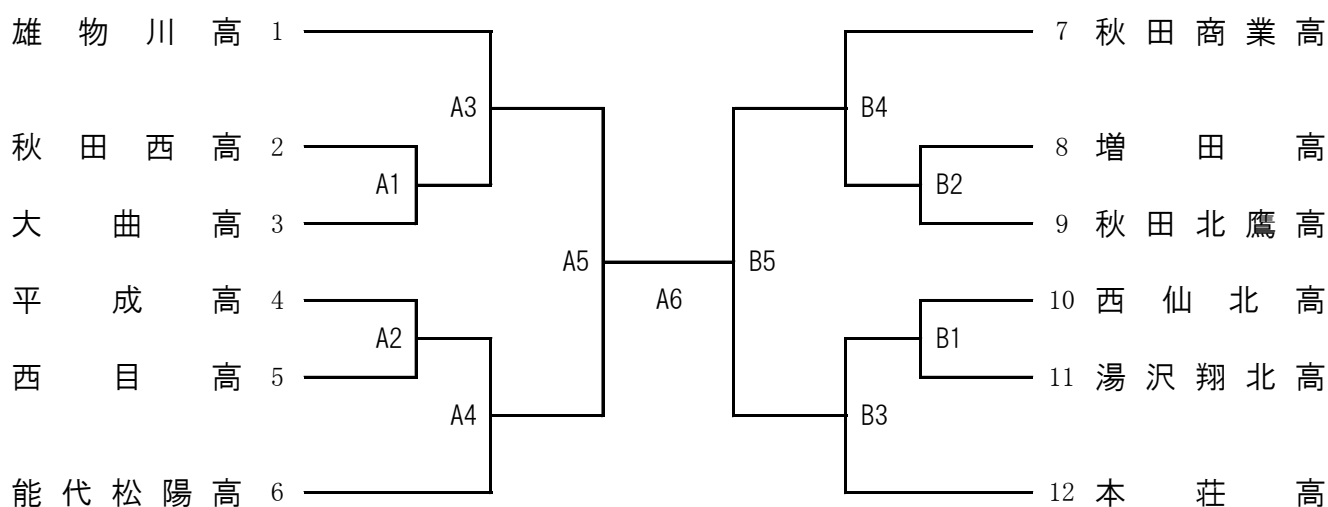 雄物川高 1
7 秋田商業高
A3
B4
秋田西高 2
8 増田高
A1
B2
大曲高 3
9 秋田北鷹高
A5
B5
平成高 4
A6
10 西仙北高
A2
B1
西目高 5
11 湯沢翔北高
A4
B3
能代松陽高 6
12 本荘高